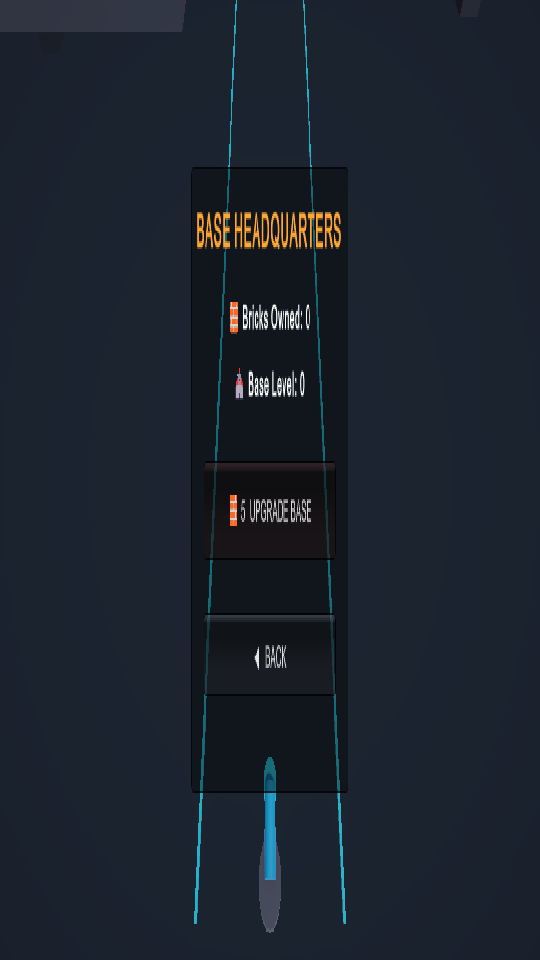 BASE HEADQUARTERS
🧱 Bricks Owned: 0
🏠 Base Level: 0
🧱 5 UPGRADE BASE
◀ BACK